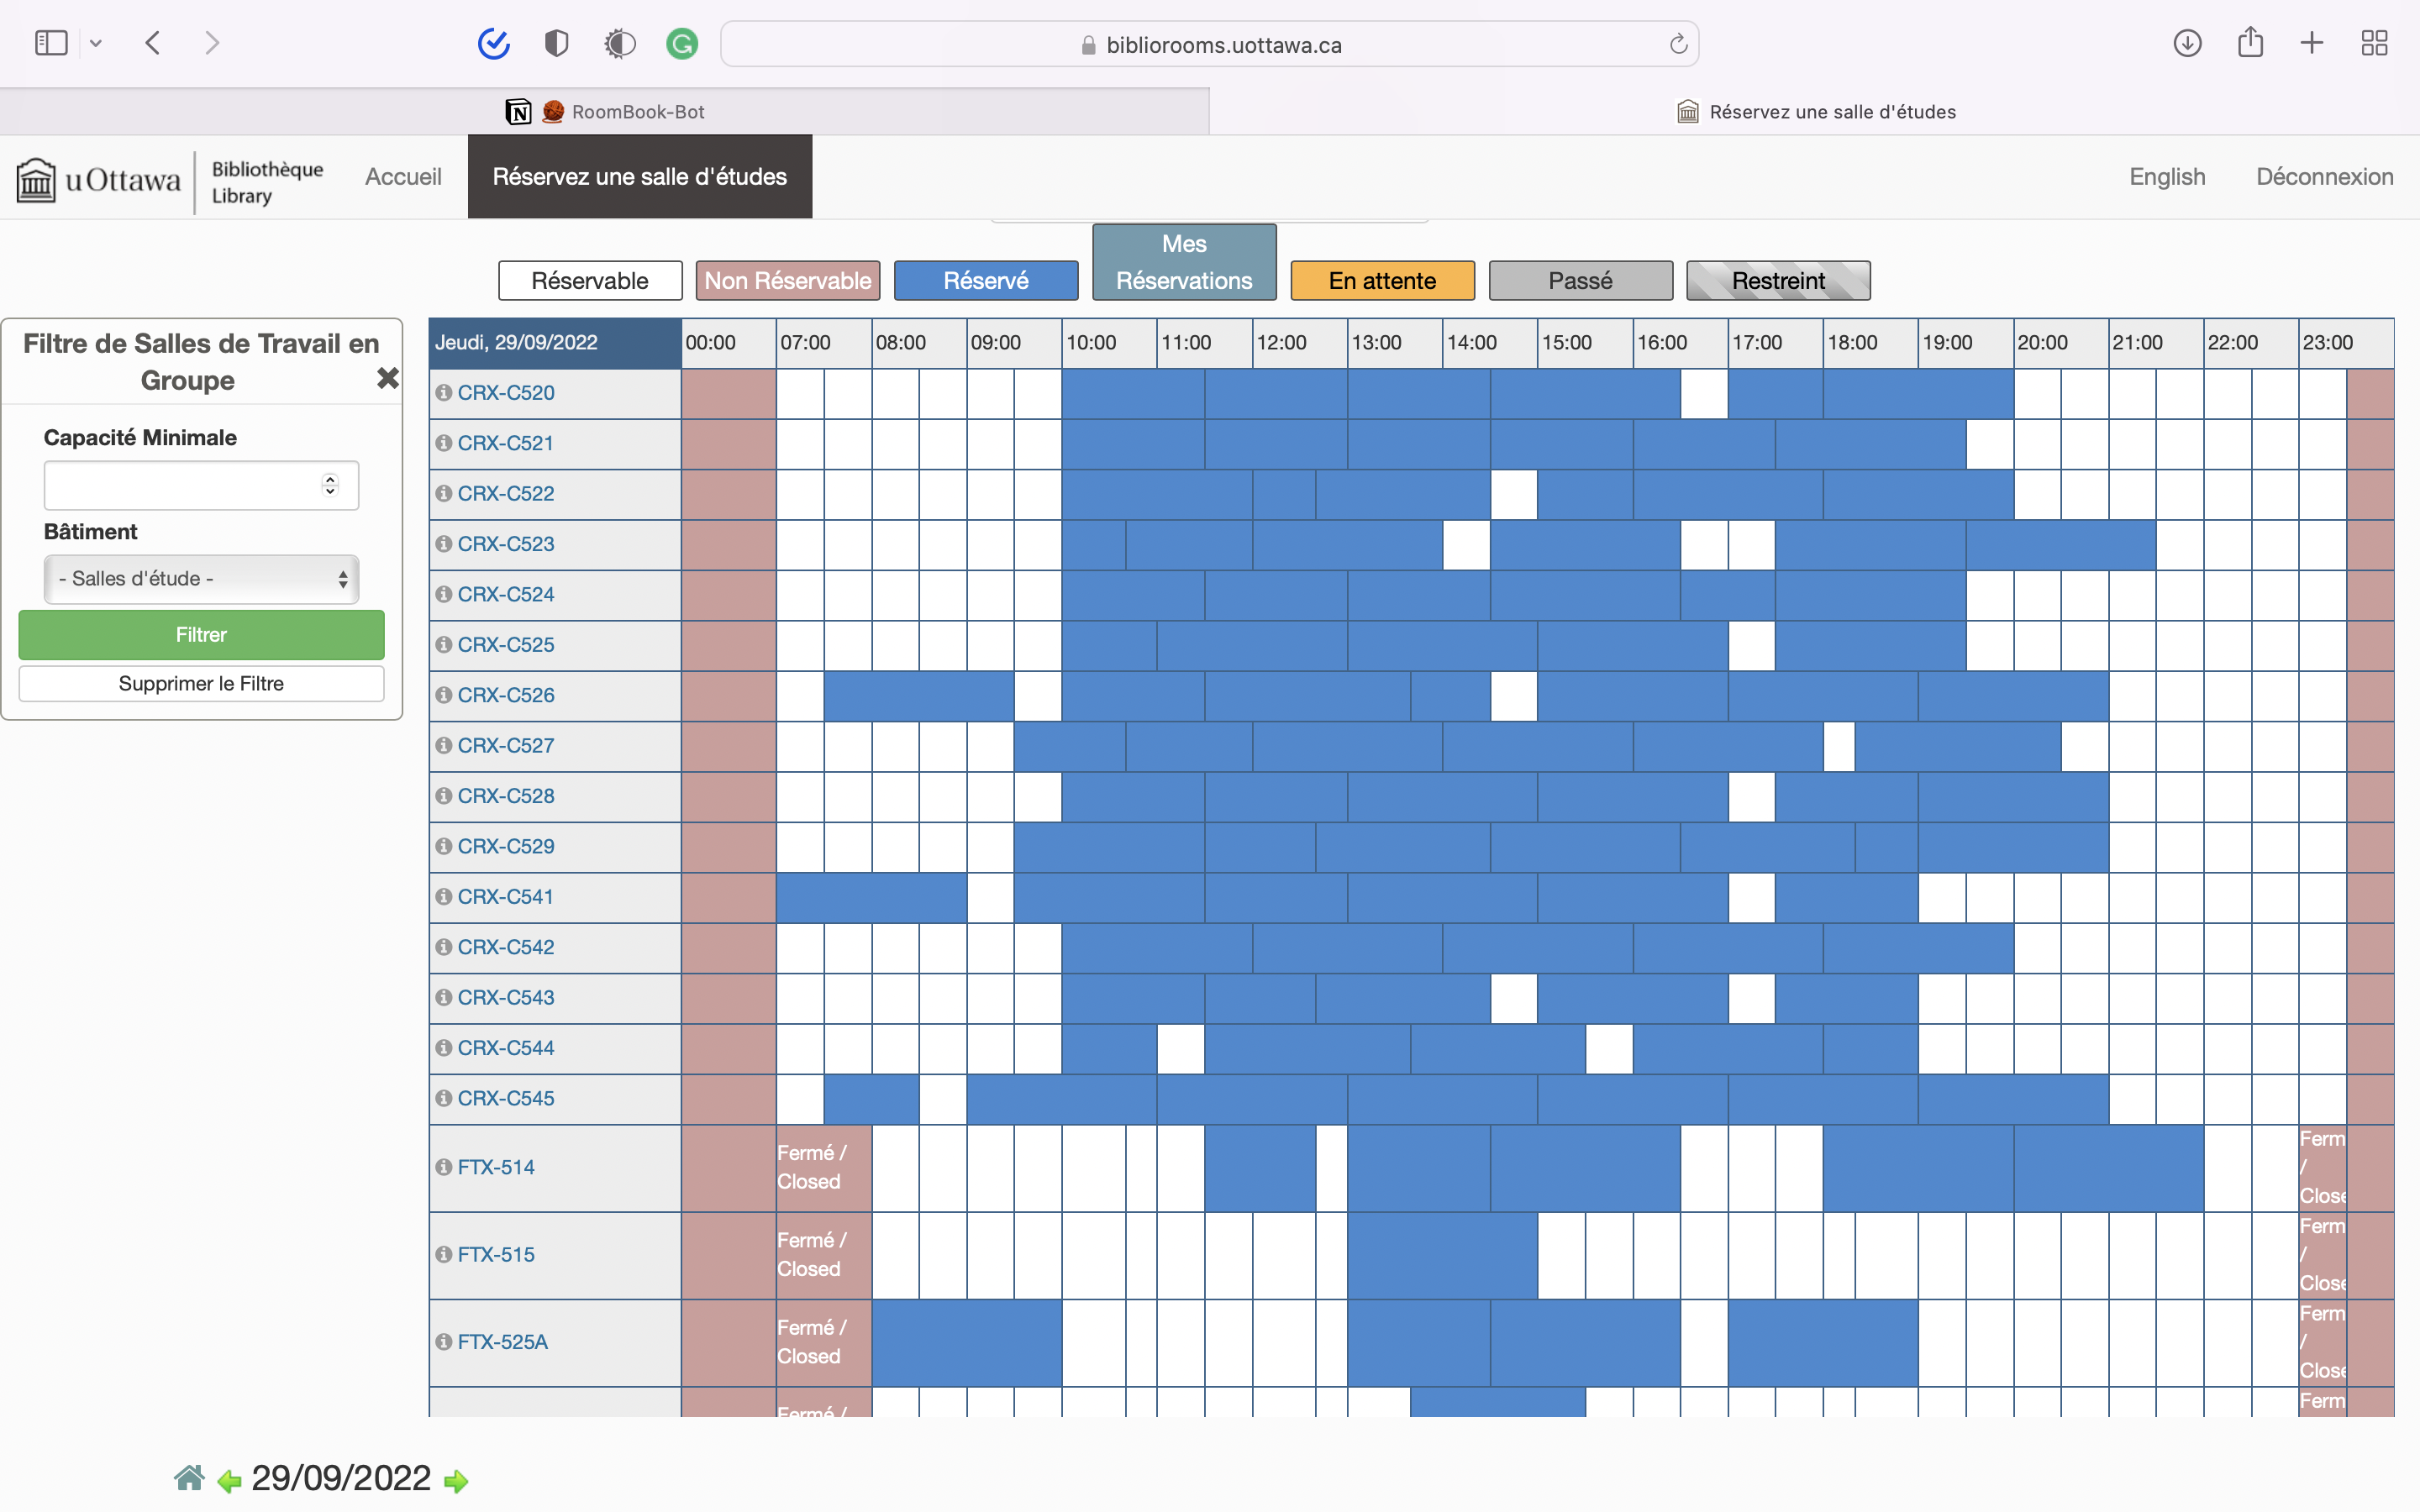 bibliorooms.uottawa.ca
RoomBook-Bot
Réservez une salle d'études
uOttawa
Bibliothèque
Library
Accueil
Réservez une salle d'études
English
Déconnexion
Réservable
Non Réservable
Réservé
Mes
Réservations
En attente
Passé
Restreint
Filtre de Salles de Travail en
Groupe
Capacité Minimale
Bâtiment
- Salles d'étude -
Filtrer
Supprimer le Filtre
Jeudi, 29/09/2022 00:00 07:00 08:00 09:00 10:00 11:00 12:00 13:00 14:00 15:00 16:00 17:00 18:00 19:00 20:00 21:00 22:00 23:00
CRX-C520
CRX-C521
CRX-C522
CRX-C523
CRX-C524
CRX-C525
CRX-C526
CRX-C527
CRX-C528
CRX-C529
CRX-C541
CRX-C542
CRX-C543
CRX-C544
CRX-C545
FTX-514
Fermé /
Closed
Ferm
/
Close
FTX-515
Fermé /
Closed
Ferm
/
Close
FTX-525A
Fermé /
Closed
Ferm
/
Close
Fermé /
Ferm
29/09/2022